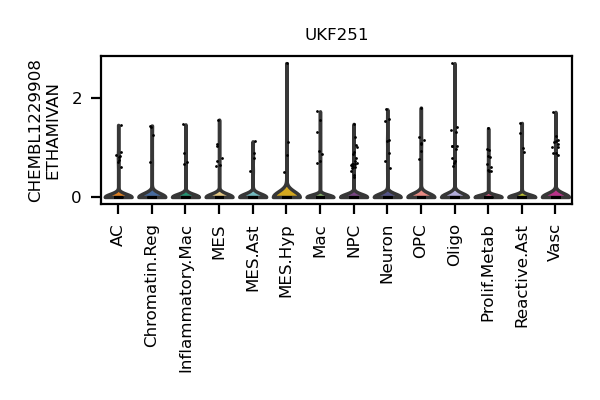 UKF251
CHEMBL1229908
ETHAMIVAN
2
0
AC
Chromatin.Reg
Inflammatory.Mac
MES
MES.Ast
MES.Hyp
Mac
NPC
Neuron
OPC
Oligo
Prolif.Metab
Reactive.Ast
Vasc